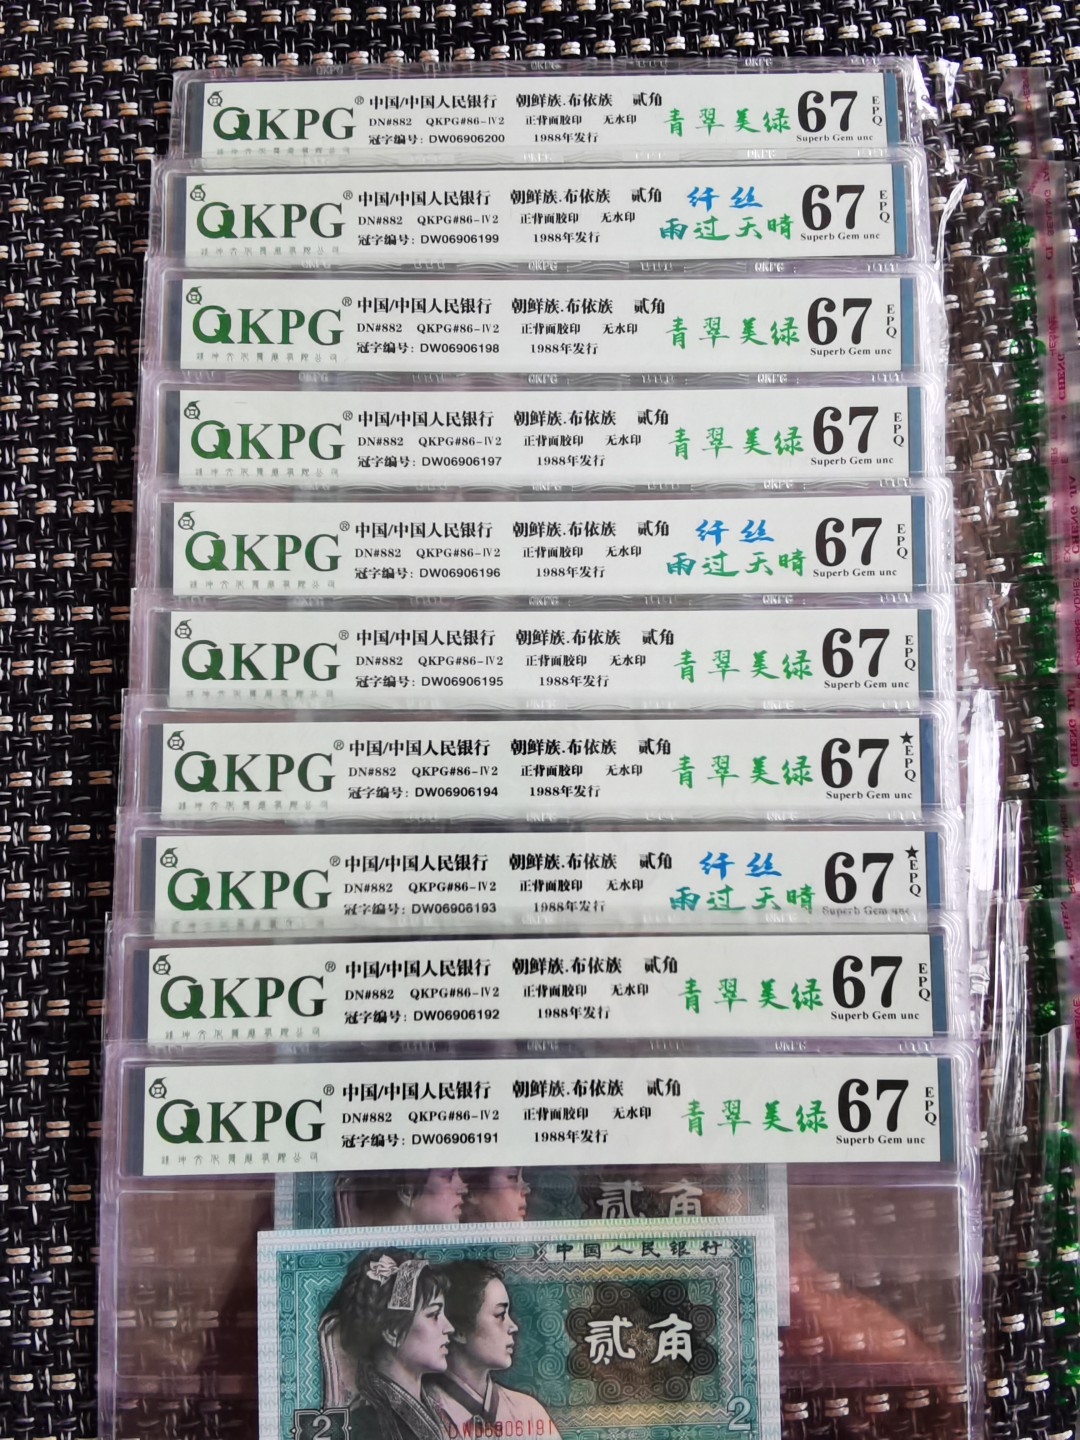 QKPG® 中国/中国人民银行 朝鲜族.布依族 贰角
DN#882 QKPG#86-IV2 正背面胶印 无水印
冠字编号: DW06906200 1988年发行
青翠美绿 67 EPQ
Superb Gem unc
QKPG® 中国/中国人民银行 朝鲜族.布依族 贰角
DN#882 QKPG#86-IV2 正背面胶印 无水印
冠字编号: DW06906199 1988年发行
纤丝
雨过天晴 67 EPQ
Superb Gem unc
QKPG® 中国/中国人民银行 朝鲜族.布依族 贰角
DN#882 QKPG#86-IV2 正背面胶印 无水印
冠字编号: DW06906198 1988年发行
青翠美绿 67 EPQ
Superb Gem unc
QKPG® 中国/中国人民银行 朝鲜族.布依族 贰角
DN#882 QKPG#86-IV2 正背面胶印 无水印
冠字编号: DW06906197 1988年发行
青翠美绿 67 EPQ
Superb Gem unc
QKPG® 中国/中国人民银行 朝鲜族.布依族 贰角
DN#882 QKPG#86-IV2 正背面胶印 无水印
冠字编号: DW06906196 1988年发行
纤丝
雨过天晴 67 EPQ
Superb Gem unc
QKPG® 中国/中国人民银行 朝鲜族.布依族 贰角
DN#882 QKPG#86-IV2 正背面胶印 无水印
冠字编号: DW06906195 1988年发行
青翠美绿 67 EPQ
Superb Gem unc
QKPG® 中国/中国人民银行 朝鲜族.布依族 贰角
DN#882 QKPG#86-IV2 正背面胶印 无水印
冠字编号: DW06906194 1988年发行
青翠美绿 67 ★EPQ
Superb Gem unc
QKPG® 中国/中国人民银行 朝鲜族.布依族 贰角
DN#882 QKPG#86-IV2 正背面胶印 无水印
冠字编号: DW06906193 1988年发行
纤丝
雨过天晴 67 ★EPQ
Superb Gem unc
QKPG® 中国/中国人民银行 朝鲜族.布依族 贰角
DN#882 QKPG#86-IV2 正背面胶印 无水印
冠字编号: DW06906192 1988年发行
青翠美绿 67 EPQ
Superb Gem unc
QKPG® 中国/中国人民银行 朝鲜族.布依族 贰角
DN#882 QKPG#86-IV2 正背面胶印 无水印
冠字编号: DW06906191 1988年发行
青翠美绿 67 EPQ
Superb Gem unc
贰角
中国人民银行
贰角
2 DW06906191 2